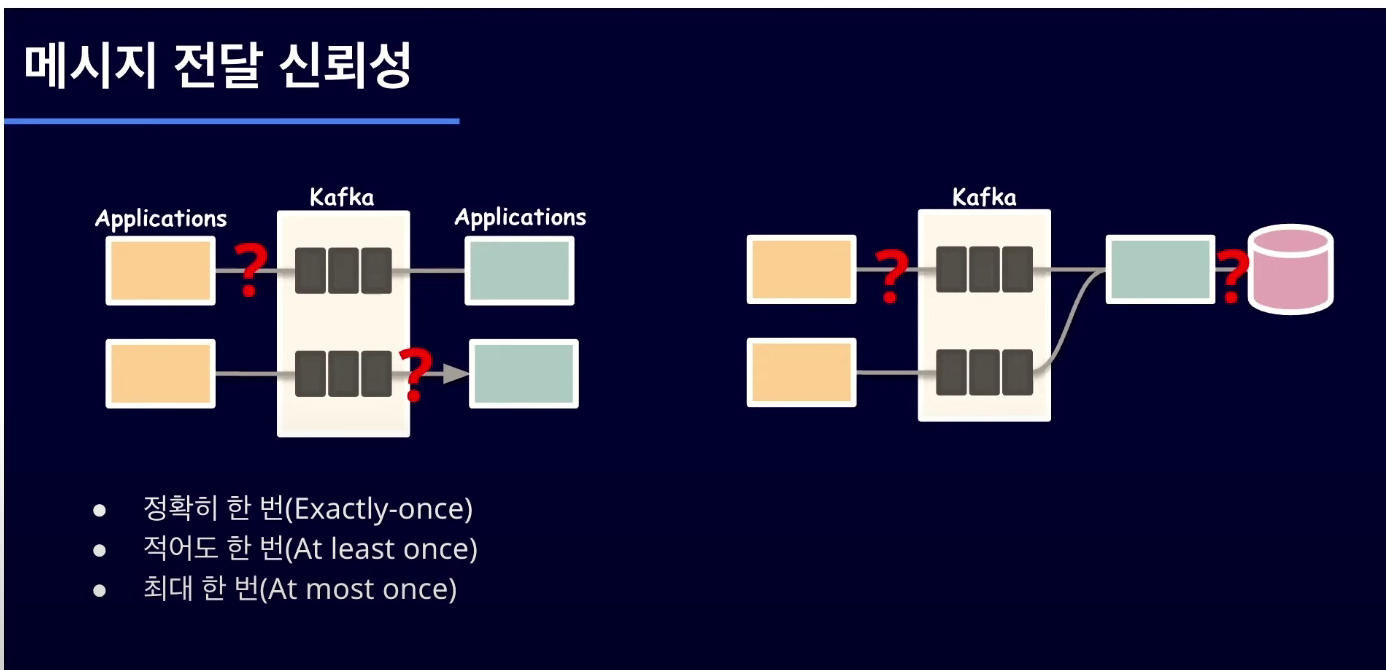 메시지 전달 신뢰성
Kafka
Applications
Applications
?
?
Kafka
?
?
● 정확히 한 번(Exactly-once)
● 적어도 한 번(At least once)
● 최대 한 번(At most once)